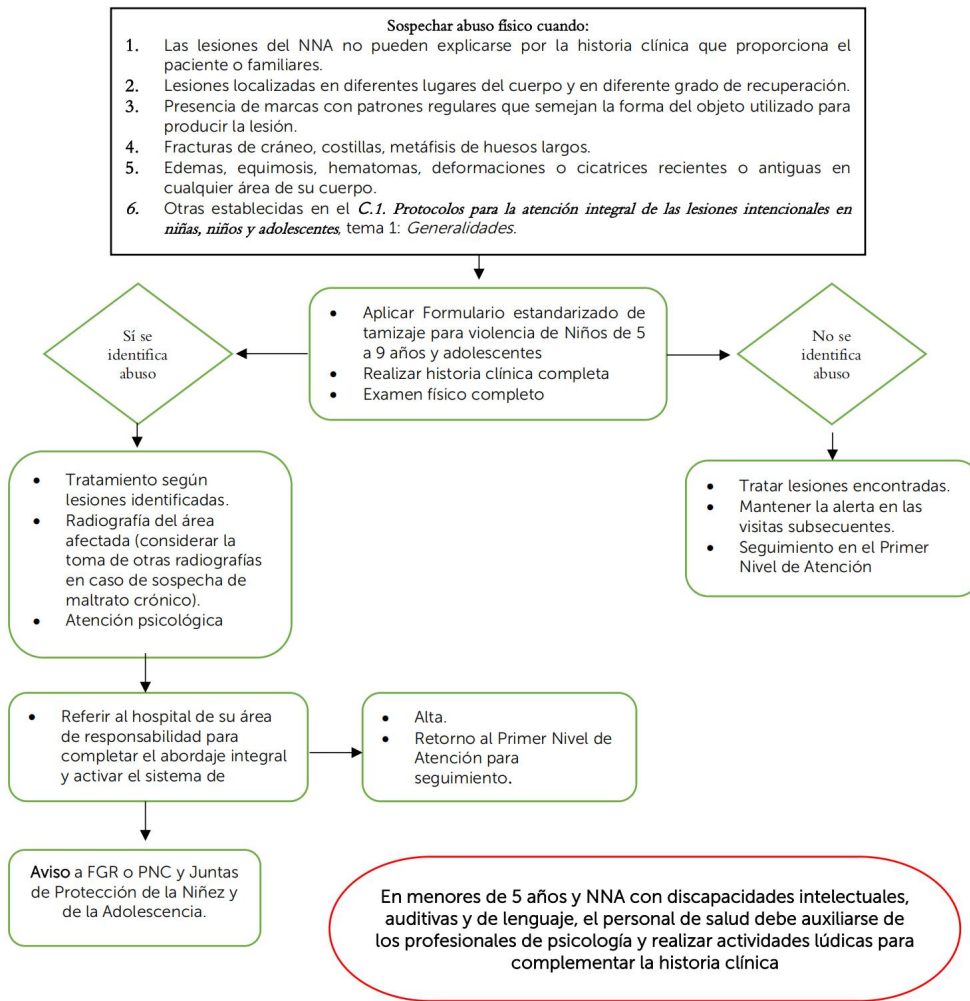 Sospechar abuso físico cuando:
1. Las lesiones del NNA no pueden explicarse por la historia clínica que proporciona el
paciente o familiares.
2. Lesiones localizadas en diferentes lugares del cuerpo y en diferente grado de recuperación.
3. Presencia de marcas con patrones regulares que semejan la forma del objeto utilizado para
producir la lesión.
4. Fracturas de cráneo, costillas, metáfisis de huesos largos.
5. Edemas, equimosis, hematomas, deformaciones o cicatrices recientes o antiguas en
cualquier área de su cuerpo.
6. Otras establecidas en el C.1. Protocolos para la atención integral de las lesiones intencionales en
niñas, niños y adolescentes, tema 1: Generalidades.
Sí se
identifica
abuso
• Aplicar Formulario estandarizado de
tamizaje para violencia de Niños de 5
a 9 años y adolescentes
• Realizar historia clínica completa
• Examen físico completo
No se
identifica
abuso
• Tratamiento según
lesiones identificadas.
• Radiografía del área
afectada (considerar la
toma de otras radiografías
en caso de sospecha de
maltrato crónico).
• Atención psicológica
• Tratar lesiones encontradas.
• Mantener la alerta en las
visitas subsecuentes.
• Seguimiento en el Primer
Nivel de Atención
• Referir al hospital de su área
de responsabilidad para
completar el abordaje integral
y activar el sistema de
• Alta.
• Retorno al Primer Nivel de
Atención para
seguimiento.
Aviso a FGR o PNC y Juntas
de Protección de la Niñez y
de la Adolescencia.
En menores de 5 años y NNA con discapacidades intelectuales,
auditivas y de lenguaje, el personal de salud debe auxiliarse de
los profesionales de psicología y realizar actividades lúdicas para
complementar la historia clínica